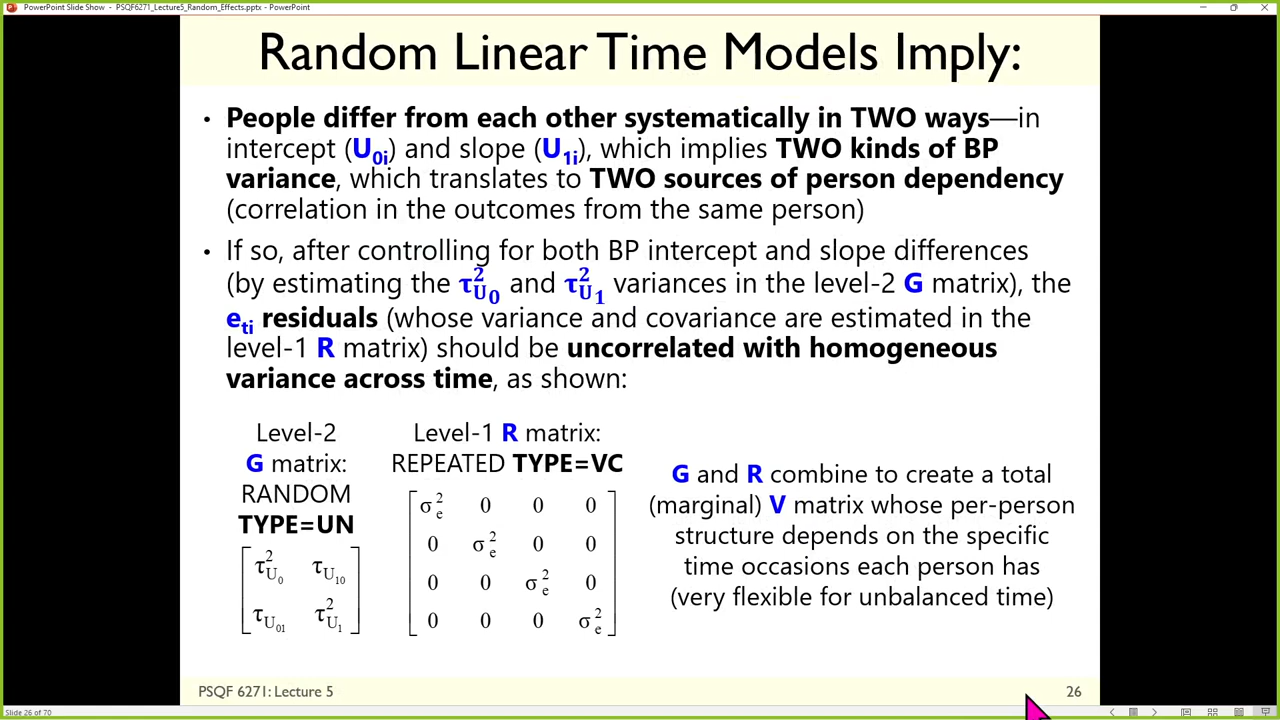 PowerPoint Slide Show - PSQF6271_Lecture5_Random_Effects.pptx - PowerPoint
Random Linear Time Models Imply:
• People differ from each other systematically in TWO ways—in
intercept (U0i) and slope (U1i), which implies TWO kinds of BP
variance, which translates to TWO sources of person dependency
(correlation in the outcomes from the same person)
• If so, after controlling for both BP intercept and slope differences
(by estimating the τ²U₀ and τ²U₁ variances in the level-2 G matrix), the
eti residuals (whose variance and covariance are estimated in the
level-1 R matrix) should be uncorrelated with homogeneous
variance across time, as shown:
Level-2
G matrix:
RANDOM
TYPE=UN
τ²U₀ τU₁₀
τU₀₁ τ²U₁
Level-1 R matrix:
REPEATED TYPE=VC
σ²e 0 0 0
0 σ²e 0 0
0 0 σ²e 0
0 0 0 σ²e
G and R combine to create a total
(marginal) V matrix whose per-person
structure depends on the specific
time occasions each person has
(very flexible for unbalanced time)
PSQF 6271: Lecture 5
26
Slide 26 of 70